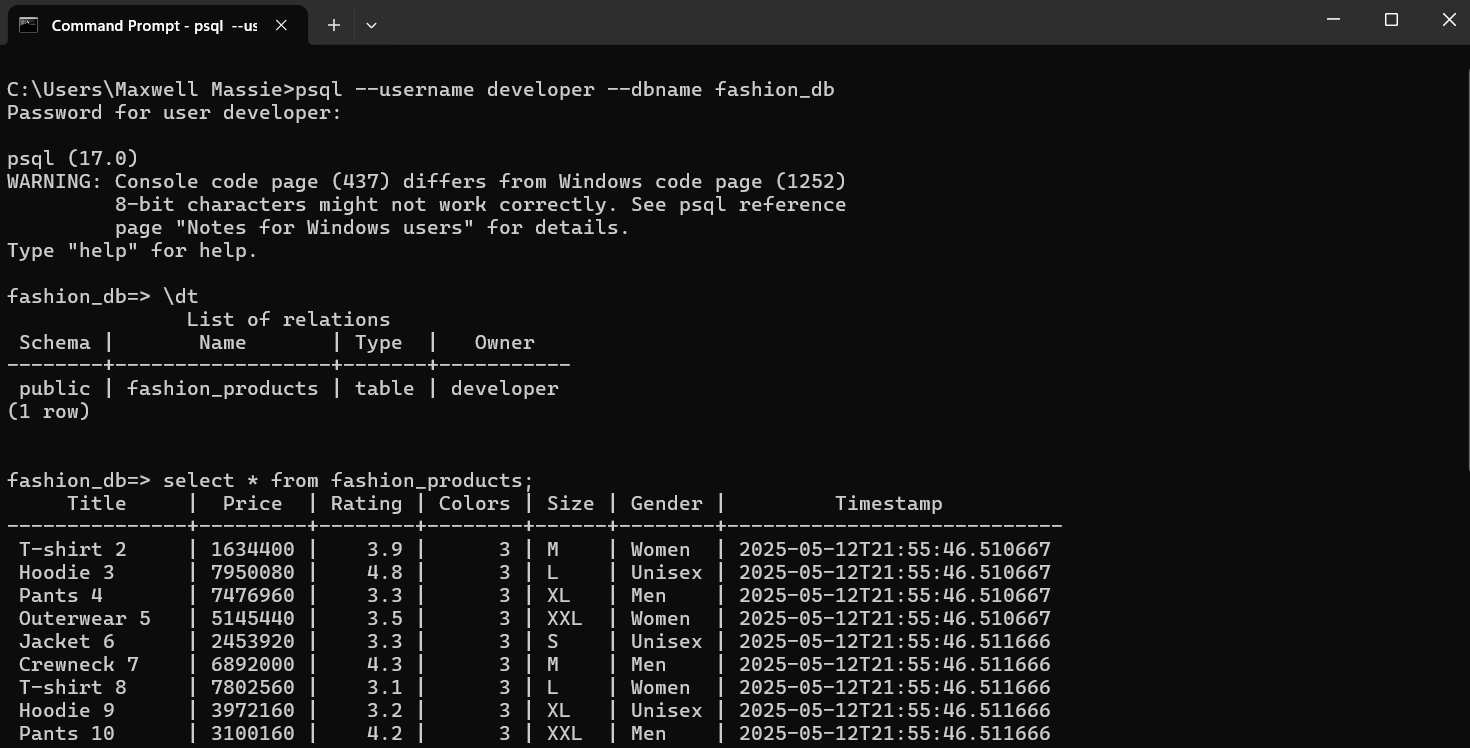 Command Prompt - psql --us
C:\Users\Maxwell Massie>psql --username developer --dbname fashion_db
Password for user developer:
psql (17.0)
WARNING: Console code page (437) differs from Windows code page (1252)
         8-bit characters might not work correctly. See psql reference
         page "Notes for Windows users" for details.
Type "help" for help.
fashion_db=> \dt
               List of relations
 Schema |       Name       | Type  |   Owner
--------+------------------+-------+-----------
 public | fashion_products | table | developer
(1 row)
fashion_db=> select * from fashion_products;
     Title     |  Price  | Rating | Colors | Size | Gender |         Timestamp
---------------+---------+--------+--------+------+--------+----------------------------
 T-shirt 2     | 1634400 |    3.9 |      3 | M    | Women  | 2025-05-12T21:55:46.510667
 Hoodie 3      | 7950080 |    4.8 |      3 | L    | Unisex | 2025-05-12T21:55:46.510667
 Pants 4       | 7476960 |    3.3 |      3 | XL   | Men    | 2025-05-12T21:55:46.510667
 Outerwear 5   | 5145440 |    3.5 |      3 | XXL  | Women  | 2025-05-12T21:55:46.510667
 Jacket 6      | 2453920 |    3.3 |      3 | S    | Unisex | 2025-05-12T21:55:46.511666
 Crewneck 7    | 6892000 |    4.3 |      3 | M    | Men    | 2025-05-12T21:55:46.511666
 T-shirt 8     | 7802560 |    3.1 |      3 | L    | Women  | 2025-05-12T21:55:46.511666
 Hoodie 9      | 3972160 |    3.2 |      3 | XL   | Unisex | 2025-05-12T21:55:46.511666
 Pants 10      | 3100160 |    4.2 |      3 | XXL  | Men    | 2025-05-12T21:55:46.511666